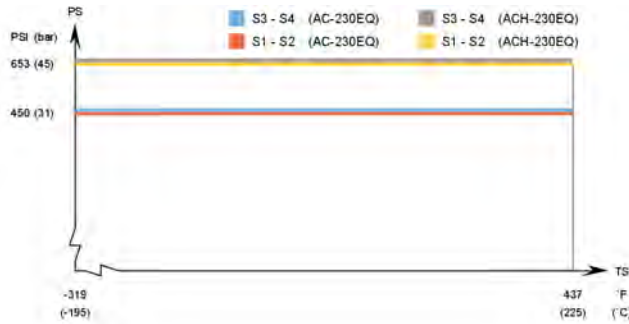 PS
S3 - S4 (AC-230EQ)
S3 - S4 (ACH-230EQ)
PSI (bar)
S1 - S2 (AC-230EQ)
S1 - S2 (ACH-230EQ)
653 (45)
450 (31)
TS
-319
437
°F
(-195)
(225)
(°C)